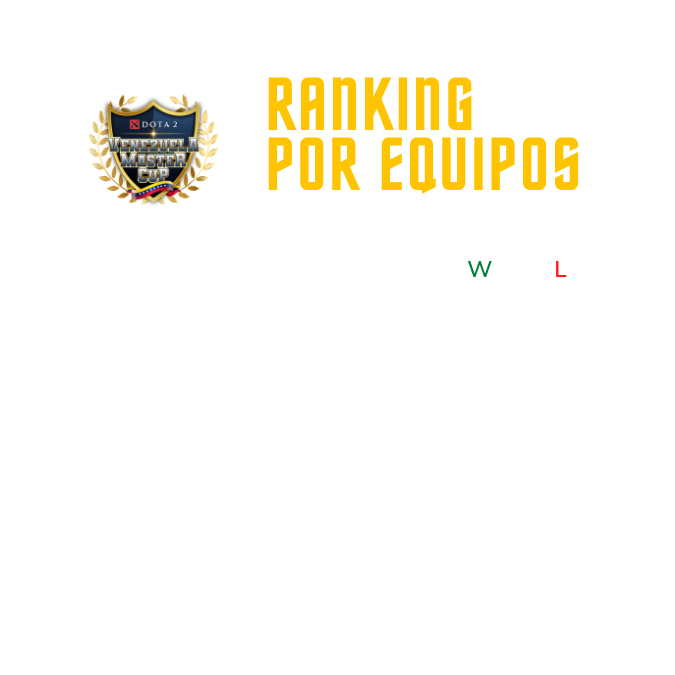 RANKING
POR EQUIPOS
DOTA 2
VENEZUELA
MASTER
CUP
W L